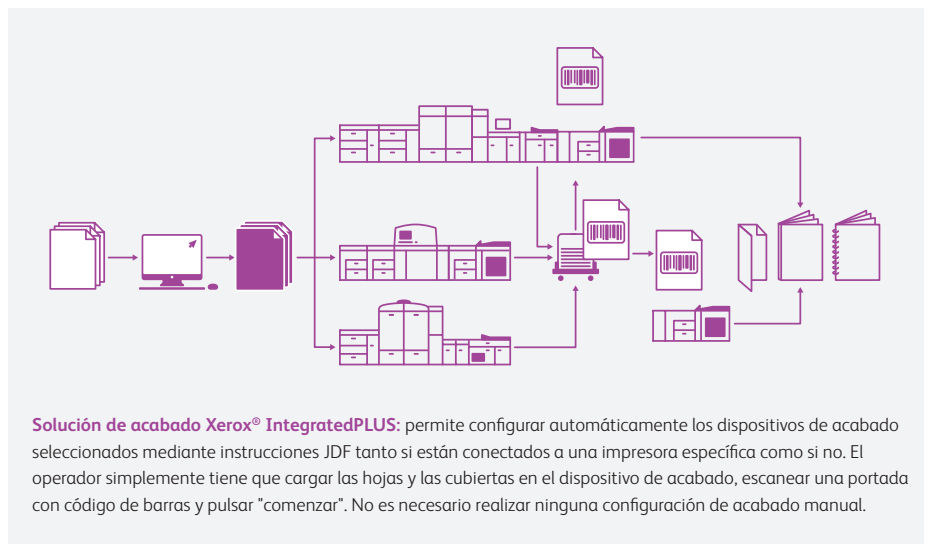 Solución de acabado Xerox® IntegratedPLUS: permite configurar automáticamente los dispositivos de acabado
seleccionados mediante instrucciones JDF tanto si están conectados a una impresora específica como si no. El
operador simplemente tiene que cargar las hojas y las cubiertas en el dispositivo de acabado, escanear una portada
con código de barras y pulsar "comenzar". No es necesario realizar ninguna configuración de acabado manual.